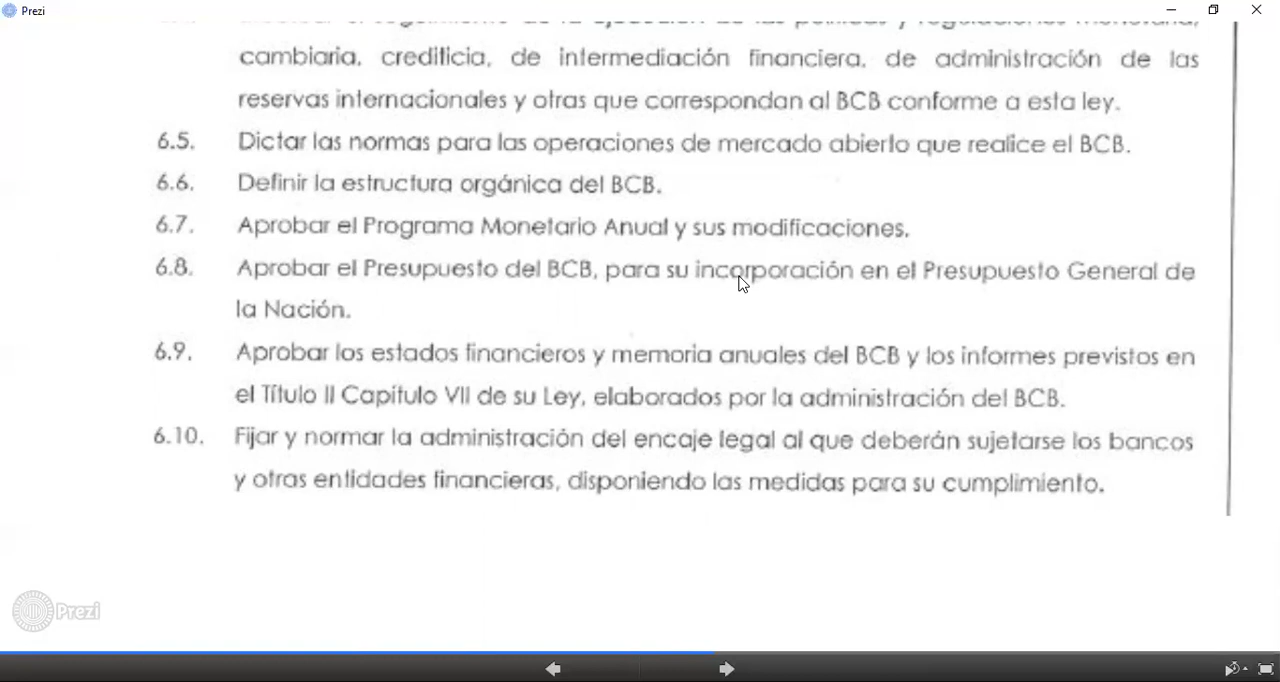 Prezi
cambiaria, crediticia, de intermediación financiera, de administración de las
reservas internacionales y otras que correspondan al BCB conforme a esta ley.
6.5. Dictar las normas para las operaciones de mercado abierto que realice el BCB.
6.6. Definir la estructura orgánica del BCB.
6.7. Aprobar el Programa Monetario Anual y sus modificaciones.
6.8. Aprobar el Presupuesto del BCB, para su incorporación en el Presupuesto General de
la Nación.
6.9. Aprobar los estados financieros y memoria anuales del BCB y los informes previstos en
el Título II Capítulo VII de su Ley, elaborados por la administración del BCB.
6.10. Fijar y normar la administración del encaje legal al que deberán sujetarse los bancos
y otras entidades financieras, disponiendo las medidas para su cumplimiento.
Prezi